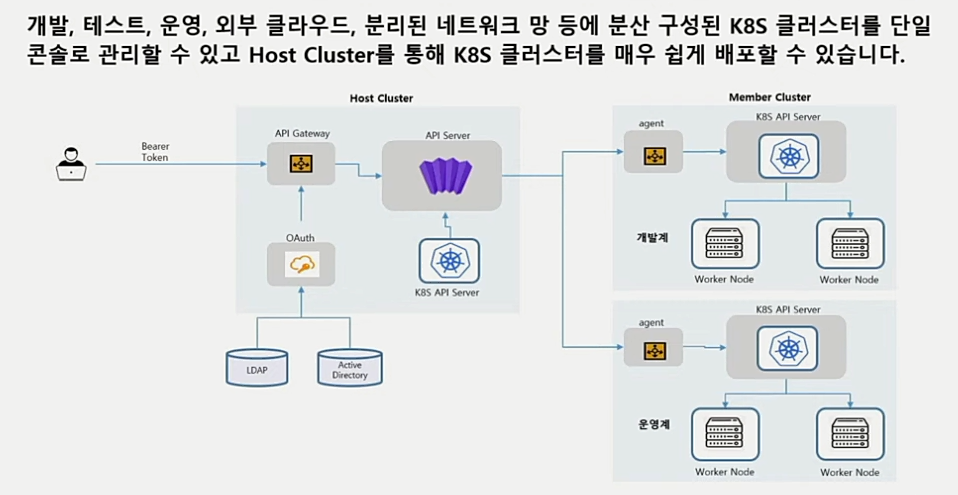 개발, 테스트, 운영, 외부 클라우드, 분리된 네트워크 망 등에 분산 구성된 K8S 클러스터를 단일
콘솔로 관리할 수 있고 Host Cluster를 통해 K8S 클러스터를 매우 쉽게 배포할 수 있습니다.
Host Cluster
Member Cluster
Bearer
Token
API Gateway
API Server
agent
K8S API Server
OAuth
K8S API Server
개발계
Worker Node
Worker Node
LDAP
Active
Directory
agent
K8S API Server
운영계
Worker Node
Worker Node